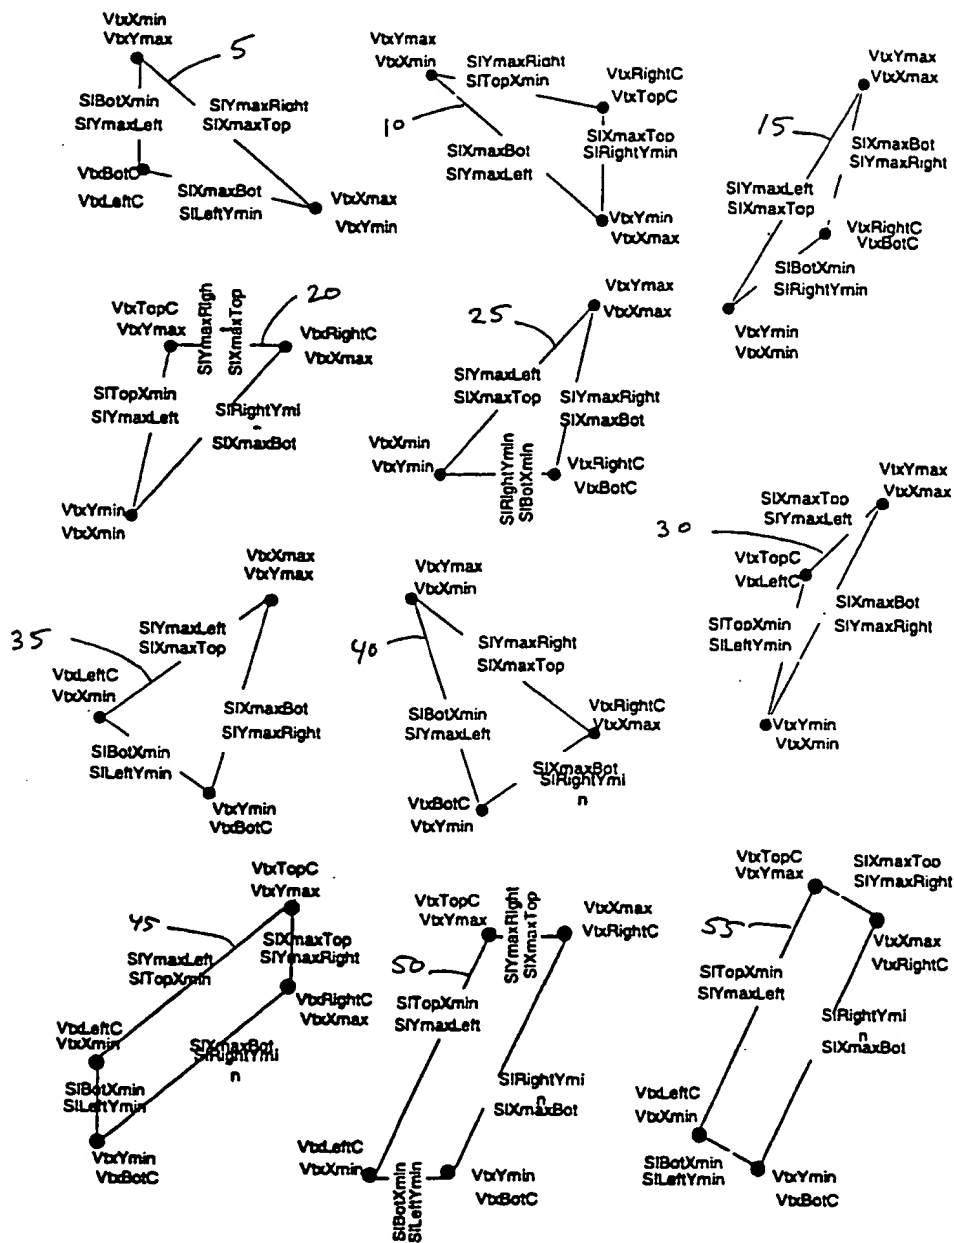 VtxXmin
VtxYmax
5
SlBotXmin
SlYmaxLeft
SlYmaxRight
SlXmaxTop
VtxBotC
VtxLeftC
SlXmaxBot
SlLeftYmin
VtxXmax
VtxYmin
VtxYmax
VtxXmin
SlYmaxRight
SlTopXmin
VtxRightC
VtxTopC
10
SlXmaxTop
SlRightYmin
SlXmaxBot
SlYmaxLeft
VtxYmin
VtxXmax
VtxYmax
VtxXmax
15
SlXmaxBot
SlYmaxRight
SlYmaxLeft
SlXmaxTop
VtxRightC
VtxBotC
SlBotXmin
SlRightYmin
VtxYmin
VtxXmin
VtxTopC
VtxYmax
SlYmaxRigh
SlXmaxTop
20
VtxRightC
VtxXmax
SlTopXmin
SlYmaxLeft
SlRightYmi
SlXmaxBot
VtxYmin
VtxXmin
VtxYmax
VtxXmax
25
SlYmaxLeft
SlXmaxTop
SlYmaxRight
SlXmaxBot
VtxXmin
VtxYmin
SlRightYmin
SlBotXmin
VtxRightC
VtxBotC
VtxYmax
VtxXmax
SlXmaxTop
SlYmaxLeft
30
VtxTopC
VtxLeftC
SlXmaxBot
SlYmaxRight
SlTopXmin
SlLeftYmin
VtxYmin
VtxXmin
VtxXmax
VtxYmax
35
SlYmaxLeft
SlXmaxTop
VtxLeftC
VtxXmin
SlXmaxBot
SlYmaxRight
SlBotXmin
SlLeftYmin
VtxYmin
VtxBotC
VtxYmax
VtxXmin
40
SlYmaxRight
SlXmaxTop
SlBotXmin
SlYmaxLeft
VtxRightC
VtxXmax
SlXmaxBot
SlRightYmi
n
VtxBotC
VtxYmin
VtxTopC
VtxYmax
45
SlXmaxTop
SlYmaxRight
SlYmaxLeft
SlTopXmin
VtxRightC
VtxXmax
VtxLeftC
VtxXmin
SlXmaxBot
SlRightYmi
n
SlBotXmin
SlLeftYmin
VtxYmin
VtxBotC
VtxTopC
VtxYmax
SlYmaxRight
SlXmaxTop
VtxXmax
VtxRightC
50
SlTopXmin
SlYmaxLeft
SlRightYmi
n
SlXmaxBot
VtxLeftC
VtxXmin
SlBotXmin
SlLeftYmin
VtxYmin
VtxBotC
VtxTopC
VtxYmax
SlXmaxTop
SlYmaxRight
55
VtxXmax
VtxRightC
SlTopXmin
SlYmaxLeft
SlRightYmi
n
SlXmaxBot
VtxLeftC
VtxXmin
SlBotXmin
SlLeftYmin
VtxYmin
VtxBotC